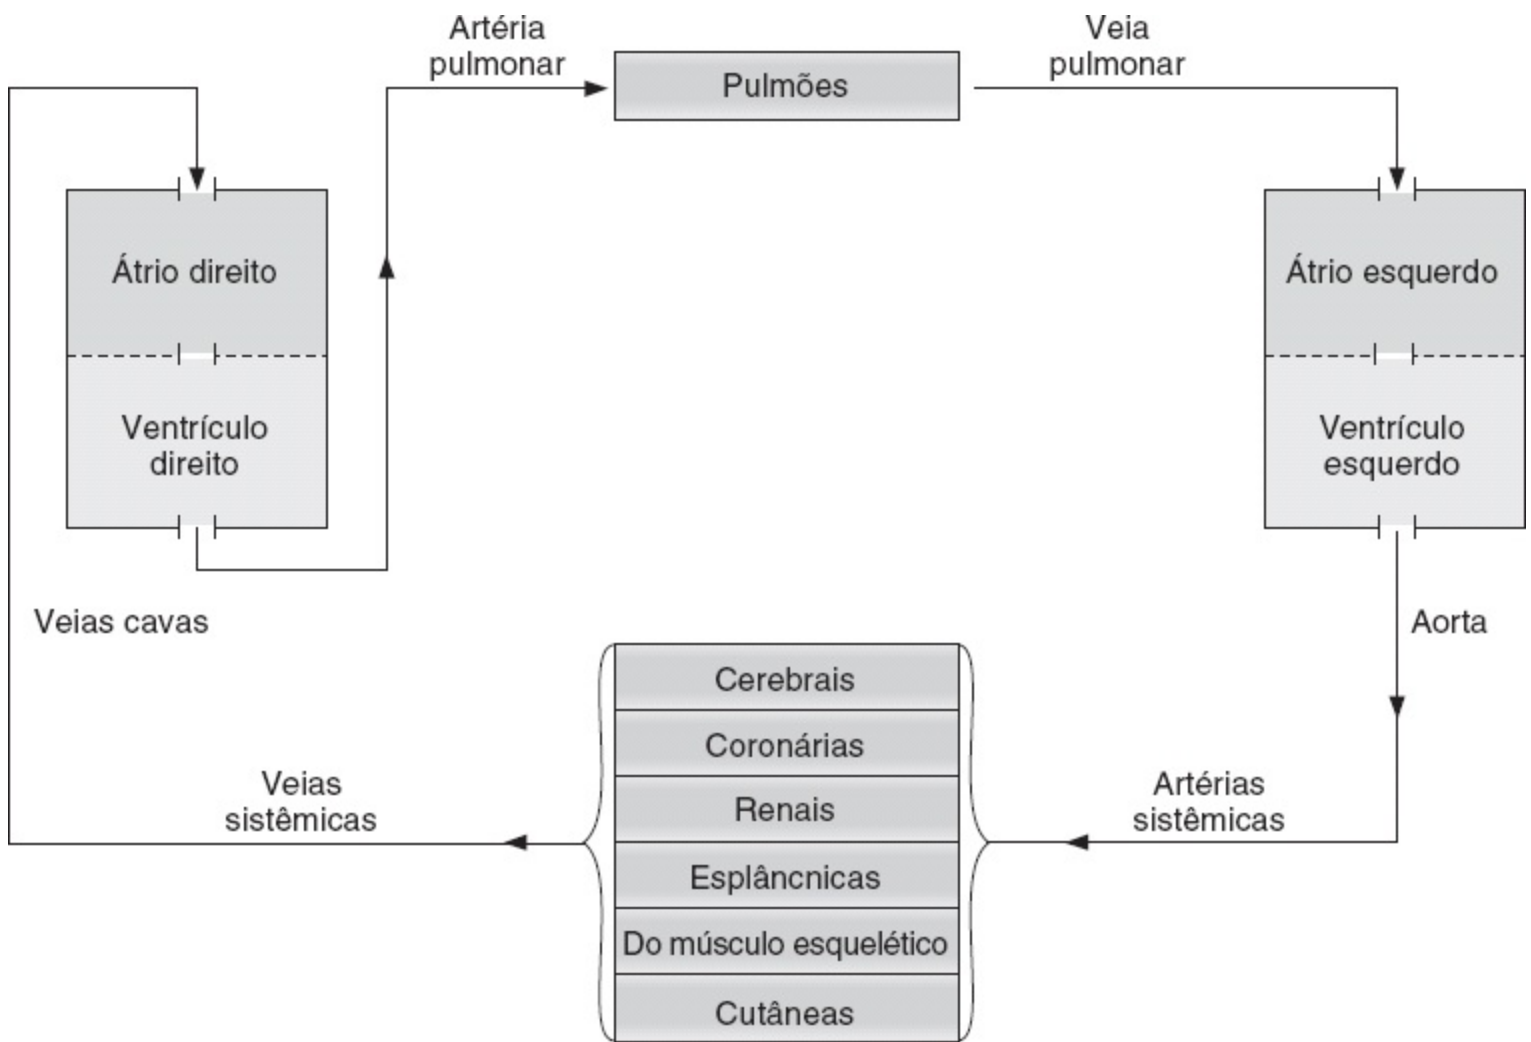 Artéria
pulmonar
Pulmões
Veia
pulmonar
Átrio direito
Ventrículo
direito
Átrio esquerdo
Ventrículo
esquerdo
Veias cavas
Aorta
Cerebrais
Coronárias
Renais
Esplâncnicas
Do músculo esquelético
Cutâneas
Veias
sistêmicas
Artérias
sistêmicas